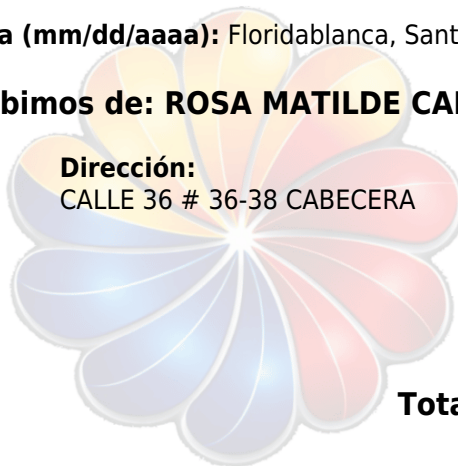 a (mm/dd/aaaa): Floridablanca, Sant
bimos de: ROSA MATILDE CA
Dirección:
CALLE 36 # 36-38 CABECERA
Tota